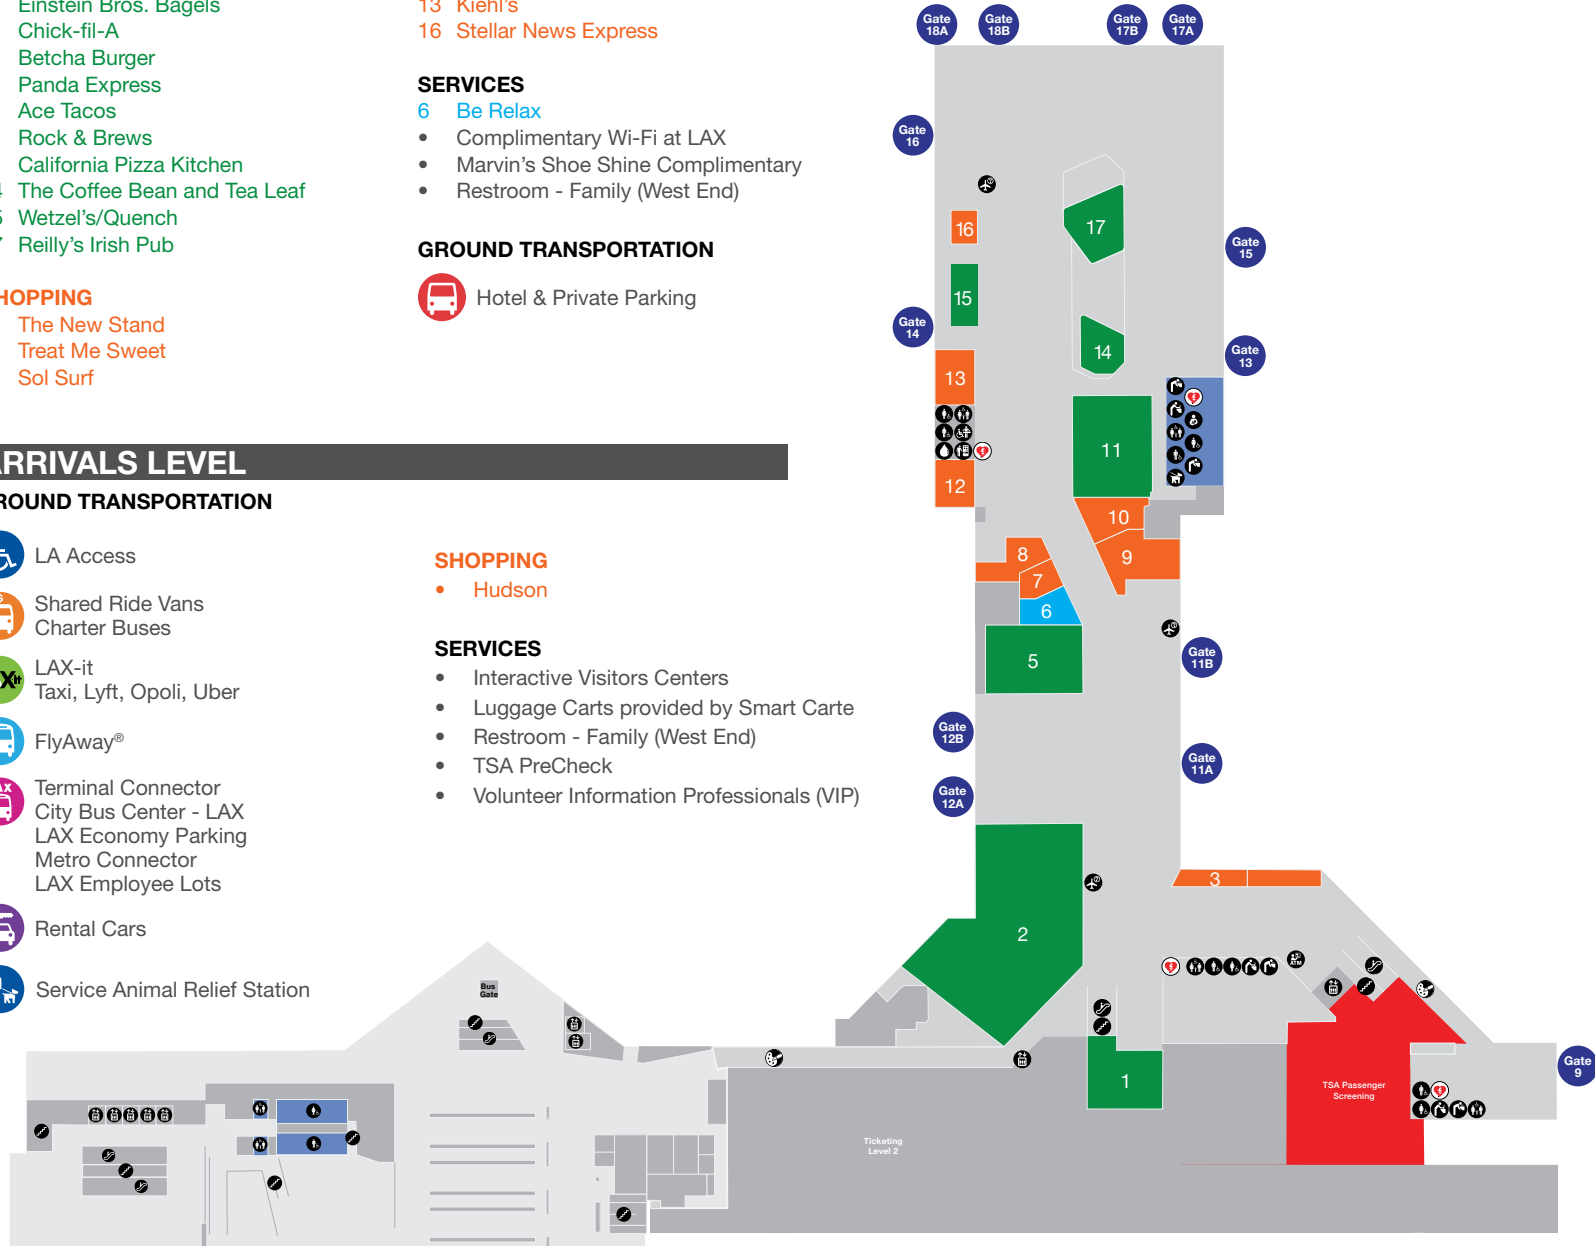 Einstein Bros. Bagels
Chick-fil-A
Betcha Burger
Panda Express
Ace Tacos
Rock & Brews
California Pizza Kitchen
The Coffee Bean and Tea Leaf
Wetzel's/Quench
Reilly's Irish Pub
HOPPING
The New Stand
Treat Me Sweet
Sol Surf
13 Kiehl's
16 Stellar News Express
SERVICES
6 Be Relax
• Complimentary Wi-Fi at LAX
• Marvin's Shoe Shine Complimentary
• Restroom - Family (West End)
GROUND TRANSPORTATION
Hotel & Private Parking
ARRIVALS LEVEL
ROUND TRANSPORTATION
LA Access
Shared Ride Vans
Charter Buses
LAX-it
Taxi, Lyft, Opoli, Uber
FlyAway®
Terminal Connector
City Bus Center - LAX
LAX Economy Parking
Metro Connector
LAX Employee Lots
Rental Cars
Service Animal Relief Station
SHOPPING
• Hudson
SERVICES
• Interactive Visitors Centers
• Luggage Carts provided by Smart Carte
• Restroom - Family (West End)
• TSA PreCheck
• Volunteer Information Professionals (VIP)
Gate
18A
Gate
18B
Gate
17B
Gate
17A
Gate
16
16
17
Gate
15
15
Gate
14
14
Gate
13
13
11
12
10
9
8
7
6
5
Gate
11B
Gate
12B
Gate
11A
Gate
12A
3
2
ATM
Bus
Gate
1
Gate
9
TSA Passenger
Screening
Ticketing
Level 2